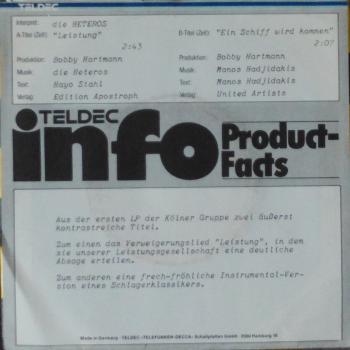 TELDEC
Interpret: die HETEROS
A-Titel (Zeit): "Leistung" B-Titel (Zeit): "Ein Schiff wird kommen"
2:43 2:07
Produktion: Bobby Hartmann Produktion: Bobby Hartmann
Musik: die Heteros Musik: Manos Hadjidakis
Text: Hayo Stahl Text: Manos Hadjidakis
Verlag: Edition Apostroph Verlag: United Artists
TELDEC
info Product-
Facts
Aus der ersten LP der Kölner Gruppe zwei äußerst
kontrastreiche Titel.
Zum einen das Verweigerungslied "Leistung", in dem
sie unserer Leistungsgesellschaft eine deutliche
Absage erteilen.
Zum anderen eine frech-fröhliche Instrumental-Ver-
sion eines Schlagerklassikers.
Made in Germany · TELDEC »TELEFUNKEN-DECCA« Schallplatten GmbH · 2000 Hamburg 19